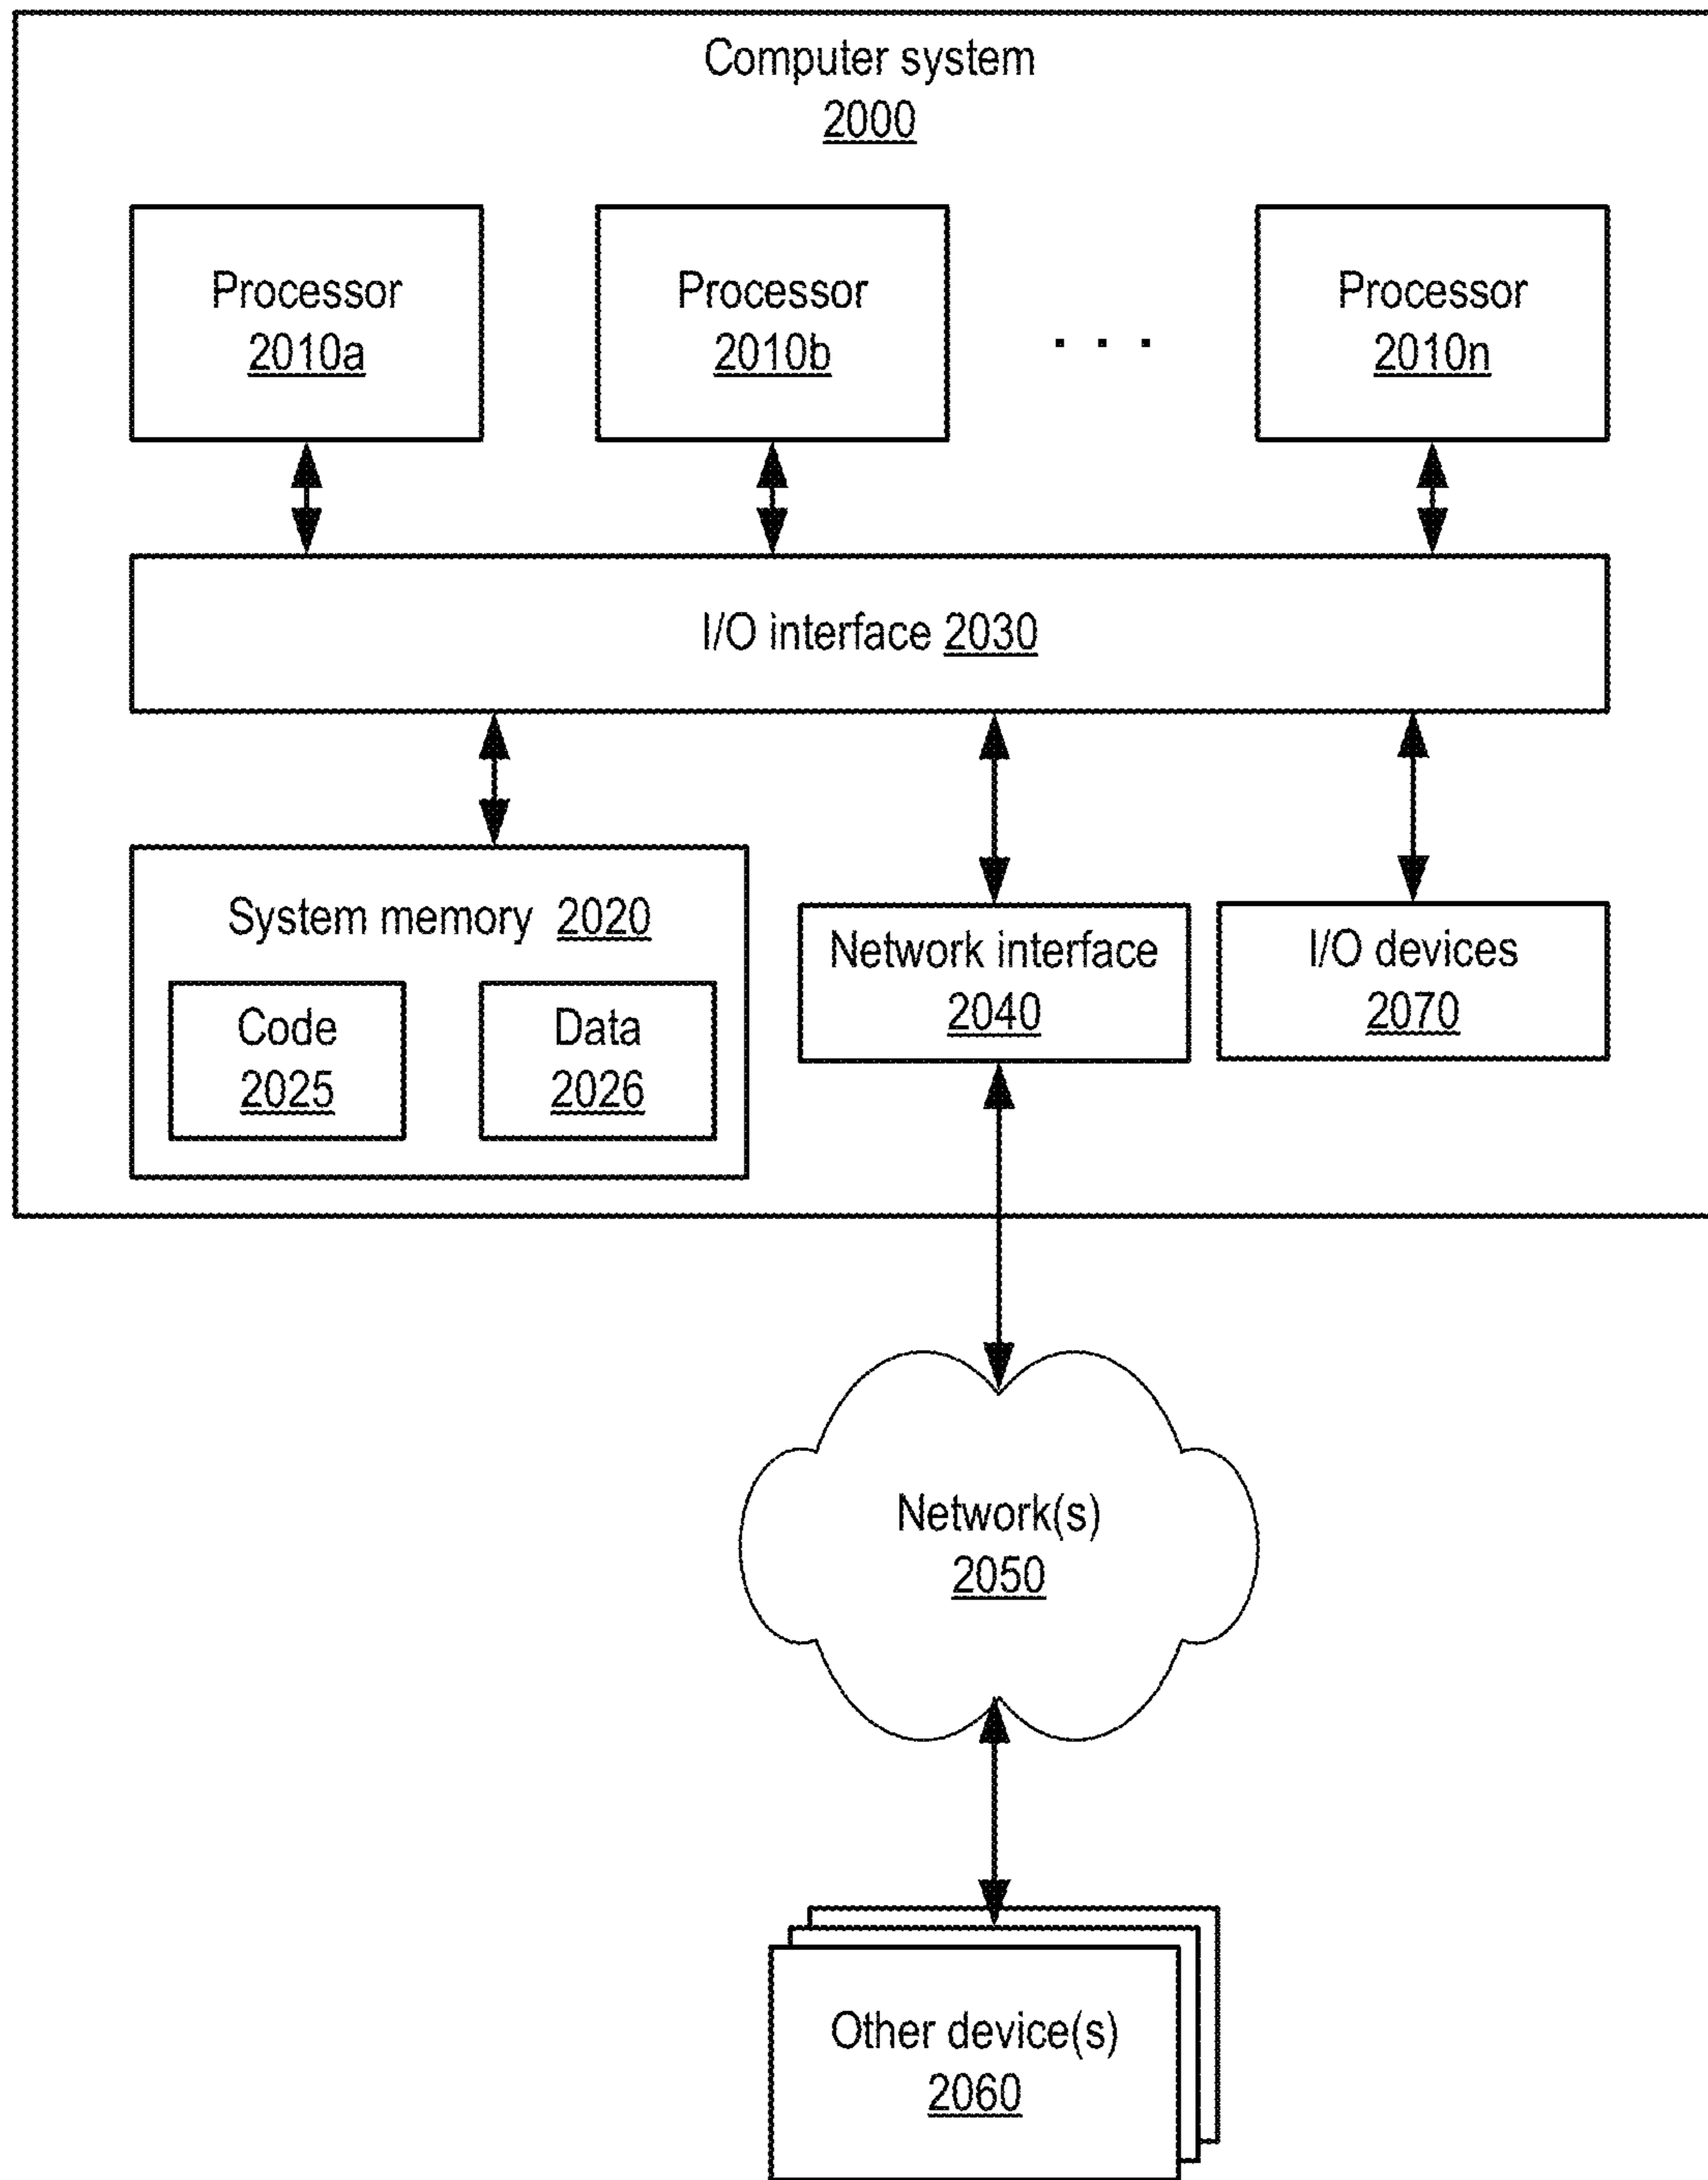 Computer system
2000
Processor
2010a
Processor
2010b
. . .
Processor
2010n
I/O interface 2030
System memory 2020
Code
2025
Data
2026
Network interface
2040
I/O devices
2070
Network(s)
2050
Other device(s)
2060